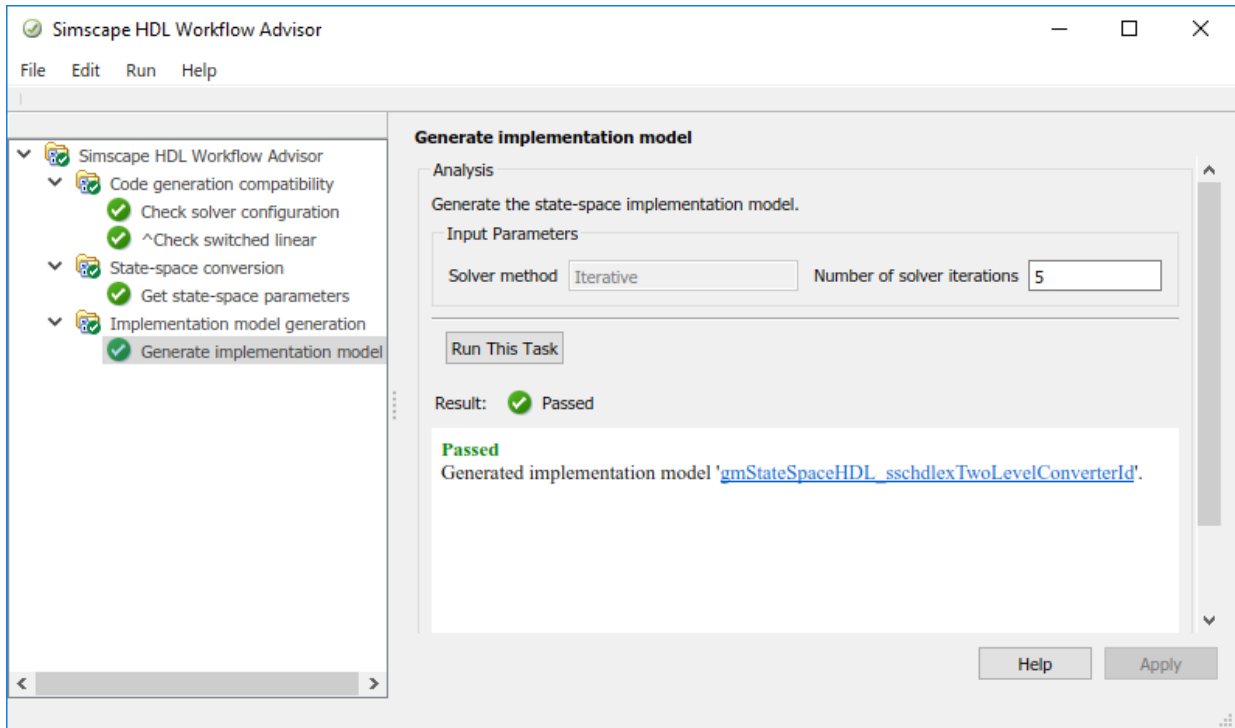 Simscape HDL Workflow Advisor
File Edit Run Help
Simscape HDL Workflow Advisor
Code generation compatibility
Check solver configuration
^Check switched linear
State-space conversion
Get state-space parameters
Implementation model generation
Generate implementation model
Generate implementation model
Analysis
Generate the state-space implementation model.
Input Parameters
Solver method Iterative Number of solver iterations 5
Run This Task
Result: Passed
Passed
Generated implementation model 'gmStateSpaceHDL_sschdlexTwoLevelConverterId'.
Help Apply